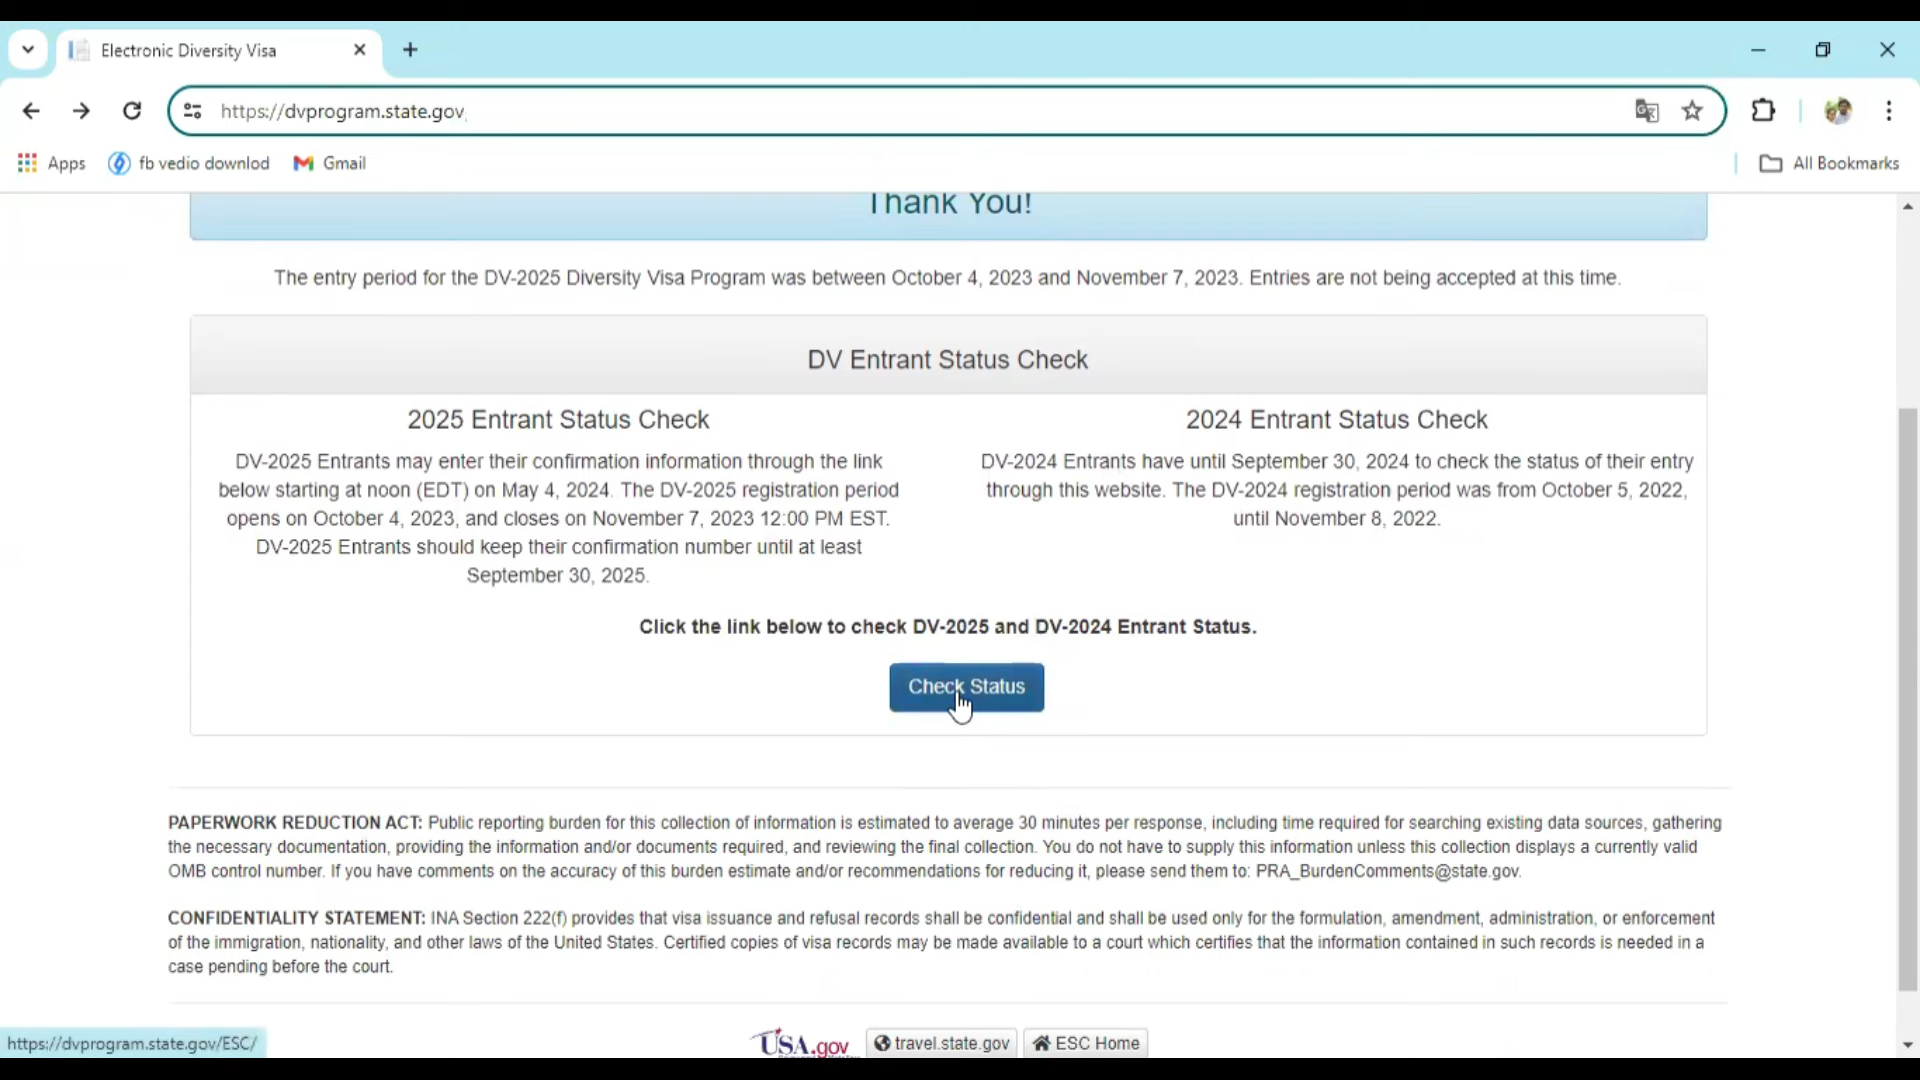 Electronic Diversity Visa
https://dvprogram.state.gov
Apps
fb vedio downlod
Gmail
All Bookmarks
Thank You!
The entry period for the DV-2025 Diversity Visa Program was between October 4, 2023 and November 7, 2023. Entries are not being accepted at this time.
DV Entrant Status Check
2025 Entrant Status Check
DV-2025 Entrants may enter their confirmation information through the link
below starting at noon (EDT) on May 4, 2024. The DV-2025 registration period
opens on October 4, 2023, and closes on November 7, 2023 12:00 PM EST.
DV-2025 Entrants should keep their confirmation number until at least
September 30, 2025.
2024 Entrant Status Check
DV-2024 Entrants have until September 30, 2024 to check the status of their entry
through this website. The DV-2024 registration period was from October 5, 2022,
until November 8, 2022.
Click the link below to check DV-2025 and DV-2024 Entrant Status.
Check Status
PAPERWORK REDUCTION ACT: Public reporting burden for this collection of information is estimated to average 30 minutes per response, including time required for searching existing data sources, gathering
the necessary documentation, providing the information and/or documents required, and reviewing the final collection. You do not have to supply this information unless this collection displays a currently valid
OMB control number. If you have comments on the accuracy of this burden estimate and/or recommendations for reducing it, please send them to: PRA_BurdenComments@state.gov.
CONFIDENTIALITY STATEMENT: INA Section 222(f) provides that visa issuance and refusal records shall be confidential and shall be used only for the formulation, amendment, administration, or enforcement
of the immigration, nationality, and other laws of the United States. Certified copies of visa records may be made available to a court which certifies that the information contained in such records is needed in a
case pending before the court.
https://dvprogram.state.gov/ESC/
USA.gov
travel.state.gov
ESC Home